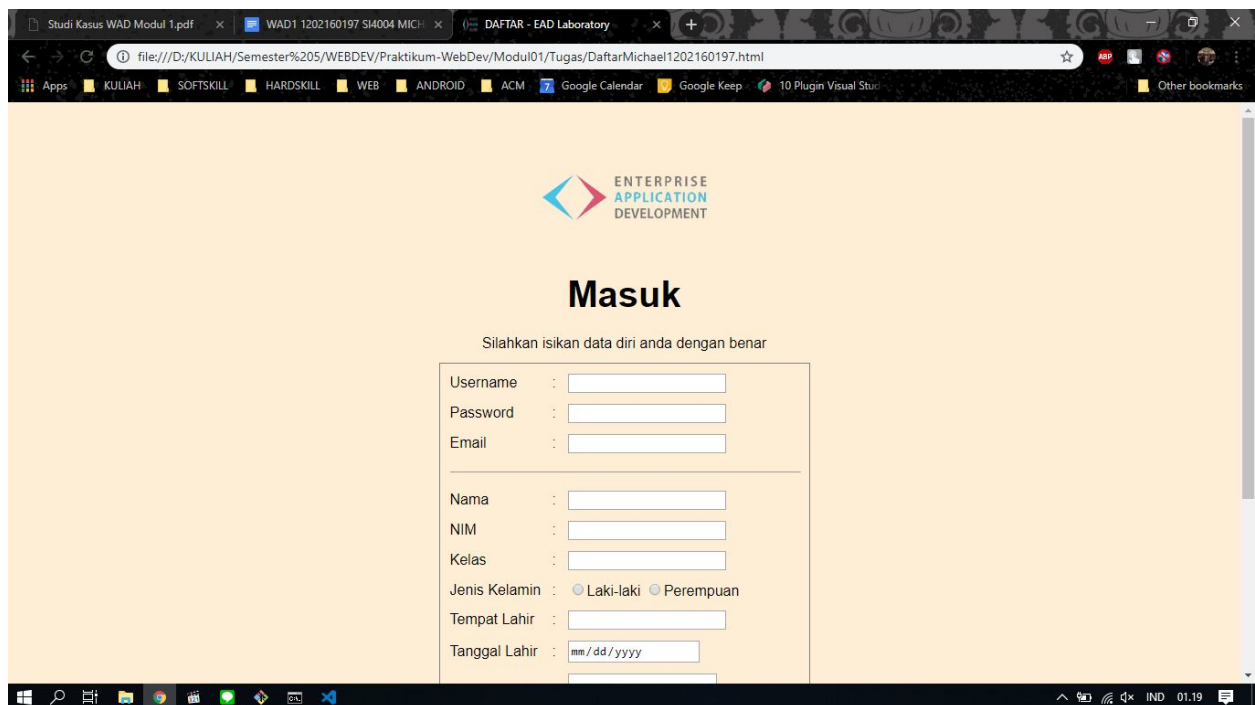 Studi Kasus WAD Modul 1.pdf
WAD1 1202160197 SI4004 MICH
DAFTAR - EAD Laboratory
file:///D:/KULIAH/Semester%205/WEBDEV/Praktikum-WebDev/Modul01/Tugas/DaftarMichael1202160197.html
ABP
Apps KULIAH SOFTSKILL HARDSKILL WEB ANDROID ACM 7 Google Calendar Google Keep 10 Plugin Visual Stud Other bookmarks
ENTERPRISE
APPLICATION
DEVELOPMENT
Masuk
Silahkan isikan data diri anda dengan benar
Username :
Password :
Email :
Nama :
NIM :
Kelas :
Jenis Kelamin : Laki-laki Perempuan
Tempat Lahir :
Tanggal Lahir : mm/dd/yyyy
IND 01.19